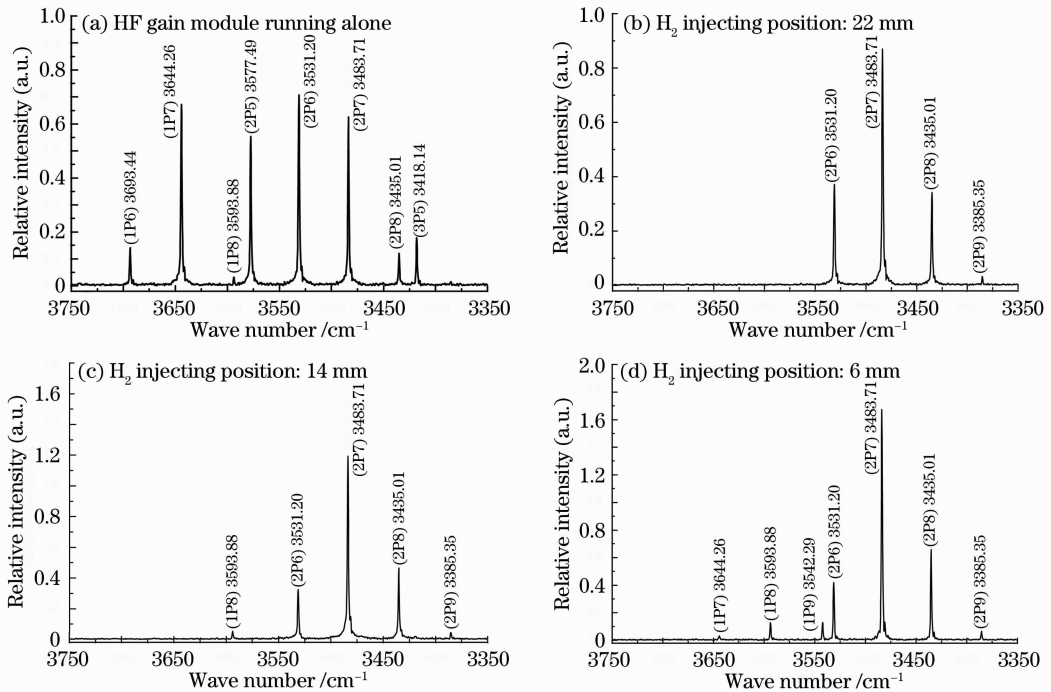 (a) HF gain module running alone
1.0
0.8
0.6
0.4
0.2
0
Relative intensity (a.u.)
(1P6) 3693.44
(1P7) 3644.26
(1P8) 3593.88
(2P5) 3577.49
(2P6) 3531.20
(2P7) 3483.71
(2P8) 3435.01
(3P5) 3418.14
3750 3650 3550 3450 3350
Wave number /cm⁻¹
(b) H₂ injecting position: 22 mm
1.0
0.8
0.6
0.4
0.2
0
Relative intensity (a.u.)
(2P6) 3531.20
(2P7) 3483.71
(2P8) 3435.01
(2P9) 3385.35
3750 3650 3550 3450 3350
Wave number /cm⁻¹
(c) H₂ injecting position: 14 mm
1.6
1.2
0.8
0.4
0
Relative intensity (a.u.)
(1P8) 3593.88
(2P6) 3531.20
(2P7) 3483.71
(2P8) 3435.01
(2P9) 3385.35
3750 3650 3550 3450 3350
Wave number /cm⁻¹
(d) H₂ injecting position: 6 mm
2.0
1.6
1.2
0.8
0.4
0
Relative intensity (a.u.)
(1P7) 3644.26
(1P8) 3593.88
(1P9) 3542.29
(2P6) 3531.20
(2P7) 3483.71
(2P8) 3435.01
(2P9) 3385.35
3750 3650 3550 3450 3350
Wave number /cm⁻¹